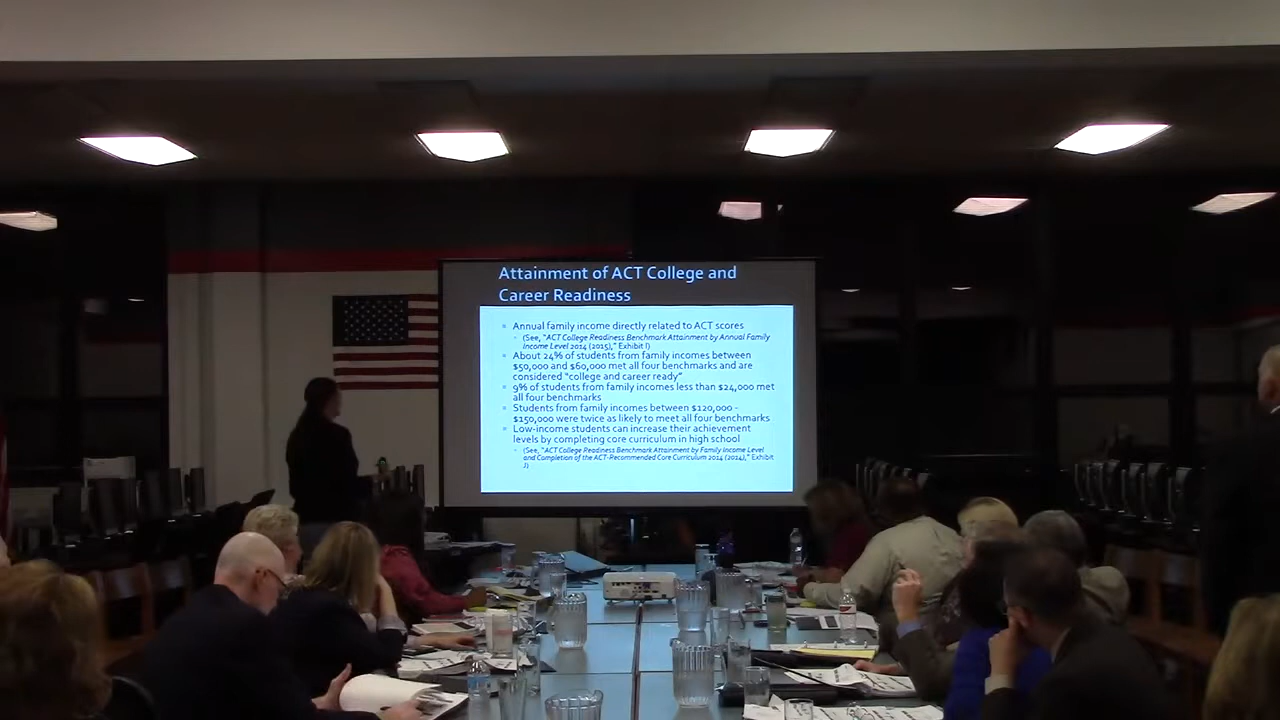 Attainment of ACT College and
Career Readiness
Annual family income directly related to ACT scores
(See, "ACT College Readiness Benchmark Attainment by Annual Family
Income Level 2014 (2015)," Exhibit I)
About 24% of students from family incomes between
$50,000 and $60,000 met all four benchmarks and are
considered "college and career ready"
9% of students from family incomes less than $24,000 met
all four benchmarks
Students from family incomes between $120,000 -
$150,000 were twice as likely to meet all four benchmarks
Low-income students can increase their achievement
levels by completing core curriculum in high school
(See, "ACT College Readiness Benchmark Attainment by Family Income Level
and Completion of the ACT-Recommended Core Curriculum 2014 (2014)," Exhibit
J)